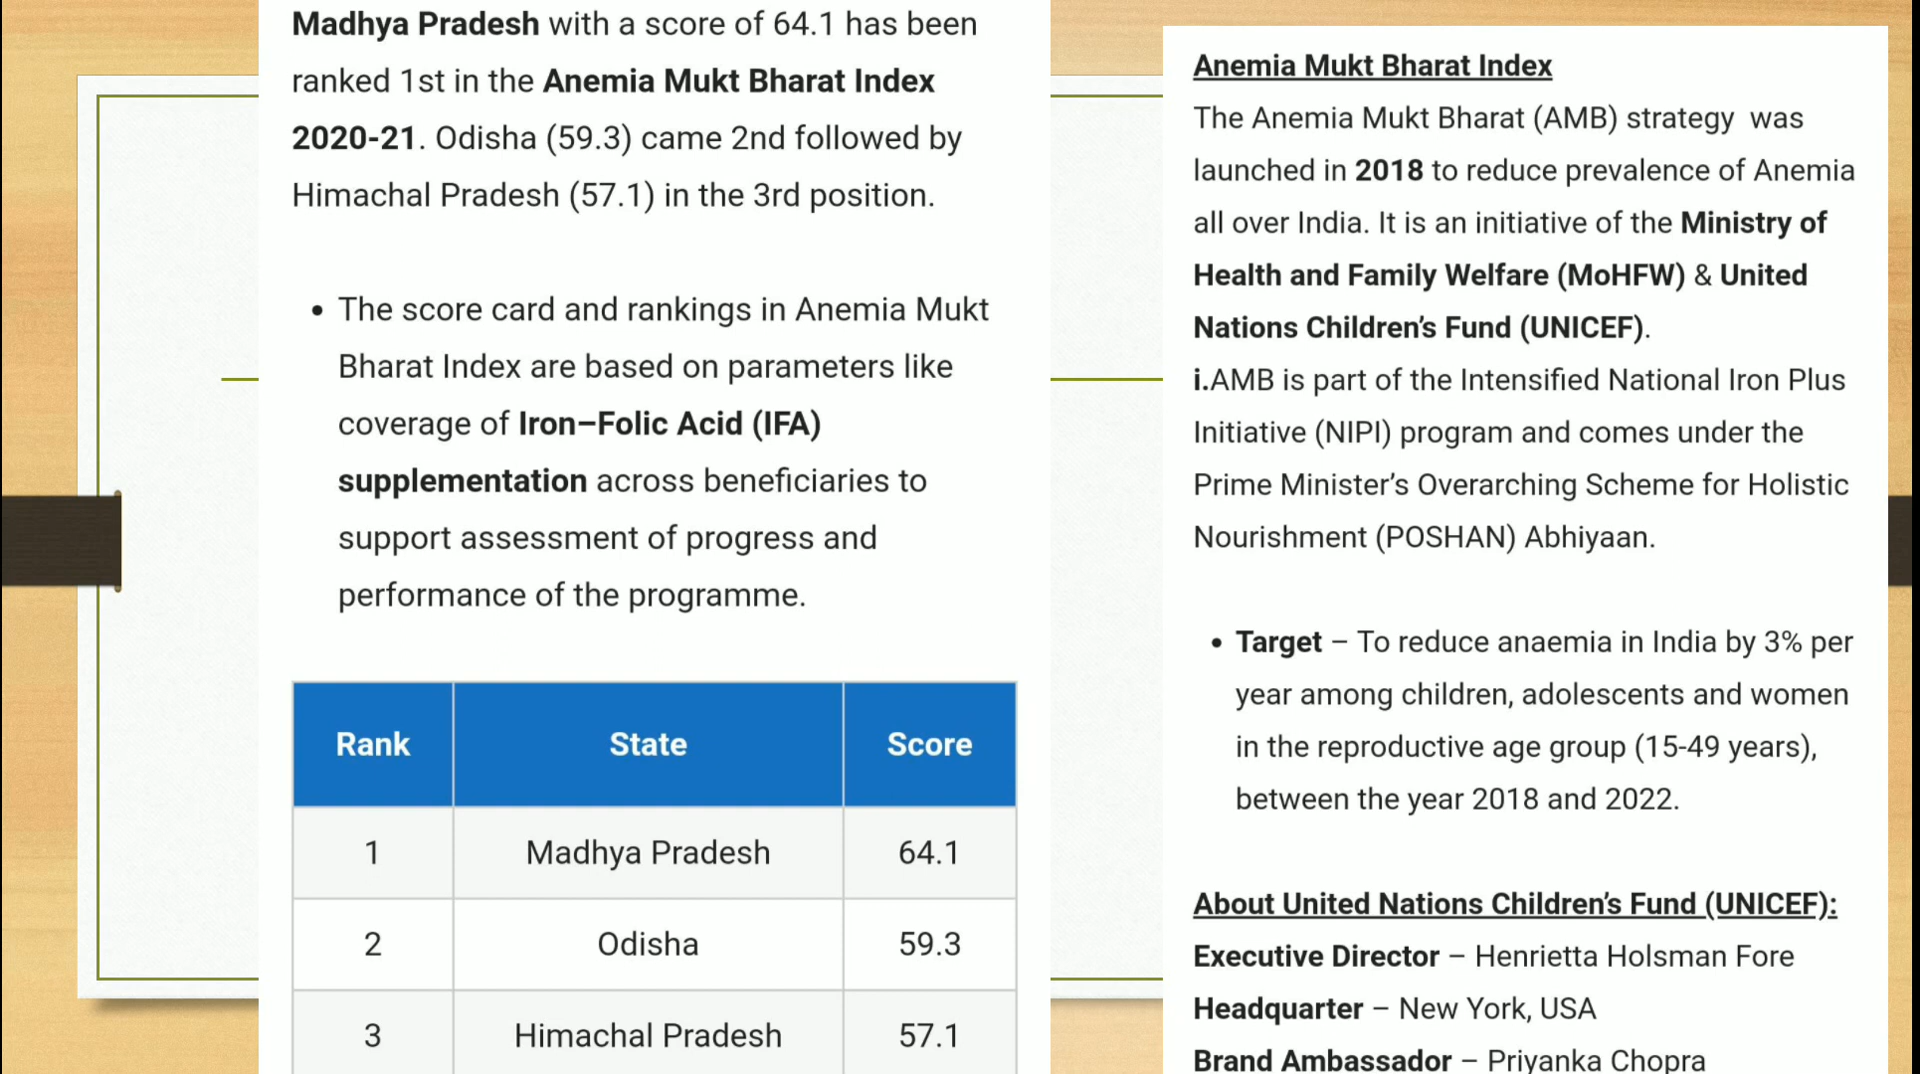 Madhya Pradesh with a score of 64.1 has been
ranked 1st in the Anemia Mukt Bharat Index
2020-21. Odisha (59.3) came 2nd followed by
Himachal Pradesh (57.1) in the 3rd position.
• The score card and rankings in Anemia Mukt
Bharat Index are based on parameters like
coverage of Iron–Folic Acid (IFA)
supplementation across beneficiaries to
support assessment of progress and
performance of the programme.
Rank State Score
1 Madhya Pradesh 64.1
2 Odisha 59.3
3 Himachal Pradesh 57.1
Anemia Mukt Bharat Index
The Anemia Mukt Bharat (AMB) strategy was
launched in 2018 to reduce prevalence of Anemia
all over India. It is an initiative of the Ministry of
Health and Family Welfare (MoHFW) & United
Nations Children’s Fund (UNICEF).
i.AMB is part of the Intensified National Iron Plus
Initiative (NIPI) program and comes under the
Prime Minister’s Overarching Scheme for Holistic
Nourishment (POSHAN) Abhiyaan.
• Target – To reduce anaemia in India by 3% per
year among children, adolescents and women
in the reproductive age group (15-49 years),
between the year 2018 and 2022.
About United Nations Children’s Fund (UNICEF):
Executive Director – Henrietta Holsman Fore
Headquarter – New York, USA
Brand Ambassador – Priyanka Chopra